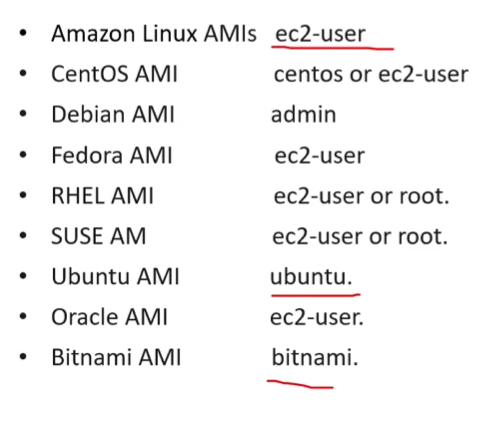 • Amazon Linux AMIs ec2-user
• CentOS AMI centos or ec2-user
• Debian AMI admin
• Fedora AMI ec2-user
• RHEL AMI ec2-user or root.
• SUSE AM ec2-user or root.
• Ubuntu AMI ubuntu.
• Oracle AMI ec2-user.
• Bitnami AMI bitnami.